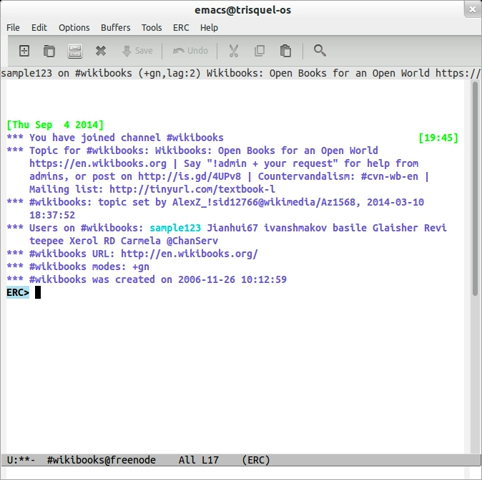 emacs@trisquel-os
File Edit Options Buffers Tools ERC Help
Save Undo
sample123 on #wikibooks (+gn,lag:2) Wikibooks: Open Books for an Open World https://
[Thu Sep  4 2014]
*** You have joined channel #wikibooks [19:45]
*** Topic for #wikibooks: Wikibooks: Open Books for an Open World
https://en.wikibooks.org | Say "!admin + your request" for help from
admins, or post on http://is.gd/4UPv8 | Countervandalism: #cvn-wb-en |
Mailing list: http://tinyurl.com/textbook-l
*** #wikibooks: topic set by AlexZ_!sid12766@wikimedia/Az1568, 2014-03-10
18:37:52
*** Users on #wikibooks: sample123 Jianhui67 ivanshmakov basile Glaisher Revi
teepee Xerol RD Carmela @ChanServ
*** #wikibooks URL: http://en.wikibooks.org/
*** #wikibooks modes: +gn
*** #wikibooks was created on 2006-11-26 10:12:59
ERC>
U:**-  #wikibooks@freenode    All L17    (ERC)